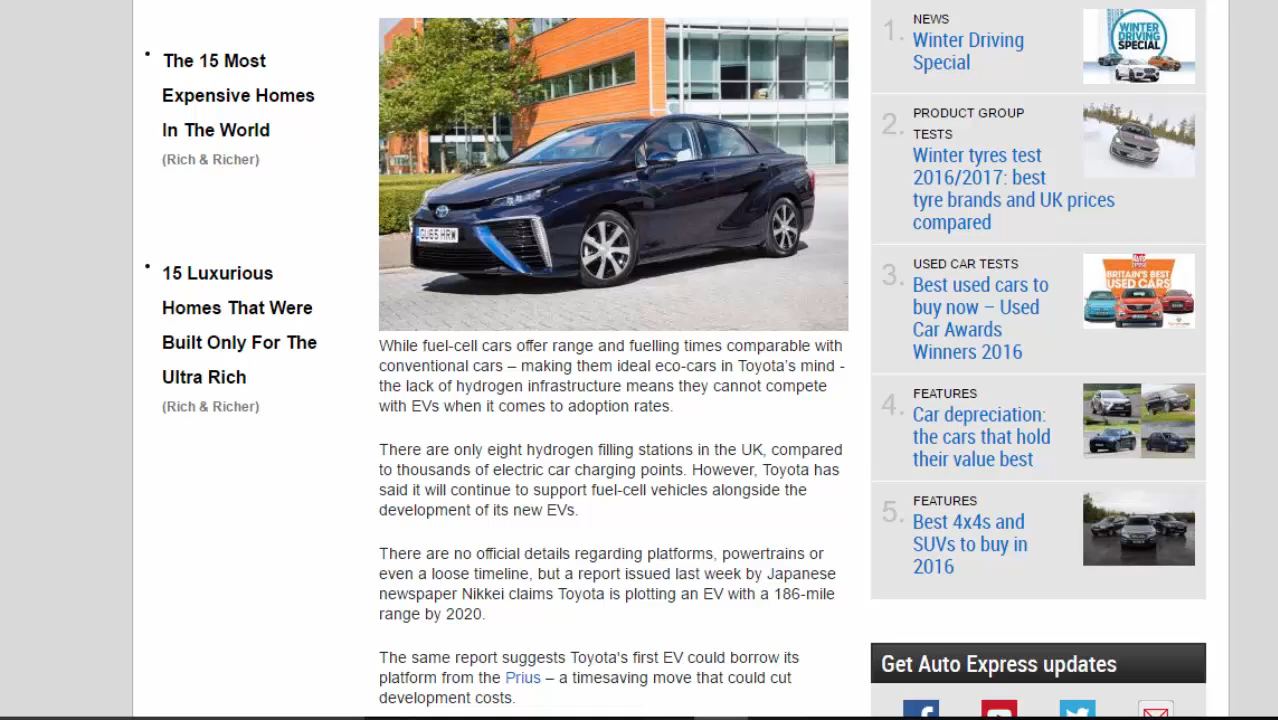 The 15 Most
Expensive Homes
In The World
(Rich & Richer)
15 Luxurious
Homes That Were
Built Only For The
Ultra Rich
(Rich & Richer)
While fuel-cell cars offer range and fuelling times comparable with
conventional cars – making them ideal eco-cars in Toyota's mind -
the lack of hydrogen infrastructure means they cannot compete
with EVs when it comes to adoption rates.
There are only eight hydrogen filling stations in the UK, compared
to thousands of electric car charging points. However, Toyota has
said it will continue to support fuel-cell vehicles alongside the
development of its new EVs.
There are no official details regarding platforms, powertrains or
even a loose timeline, but a report issued last week by Japanese
newspaper Nikkei claims Toyota is plotting an EV with a 186-mile
range by 2020.
The same report suggests Toyota's first EV could borrow its
platform from the Prius – a timesaving move that could cut
development costs.
1.
NEWS
Winter Driving
Special
WINTER
DRIVING
SPECIAL
2.
PRODUCT GROUP
TESTS
Winter tyres test
2016/2017: best
tyre brands and UK prices
compared
3.
USED CAR TESTS
Best used cars to
buy now – Used
Car Awards
Winners 2016
BRITAIN'S BEST
USED CARS
4.
FEATURES
Car depreciation:
the cars that hold
their value best
5.
FEATURES
Best 4x4s and
SUVs to buy in
2016
Get Auto Express updates